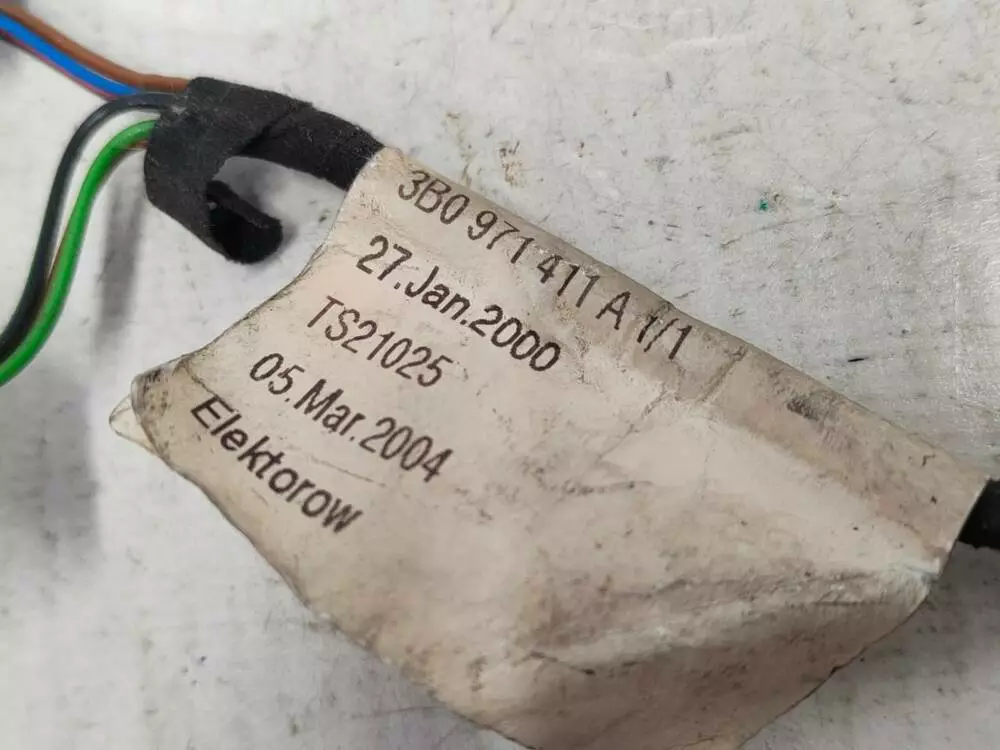 3B0 971 411 A 1/1
27.Jan.2000
TS21025
05.Mar.2004
Elektorow